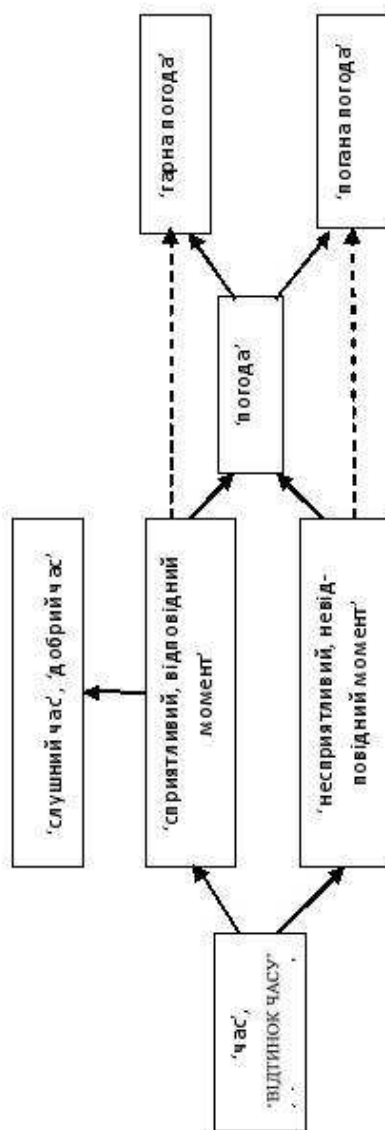 ‘слушний час’, ‘добрий час’
‘сприятливий, відповідний
момент’
‘гарна погода’
‘час’,
‘ВІДТИНОК ЧАСУ’
‘погода’
‘несприятливий, невід-
повідний момент’
‘погана погода’